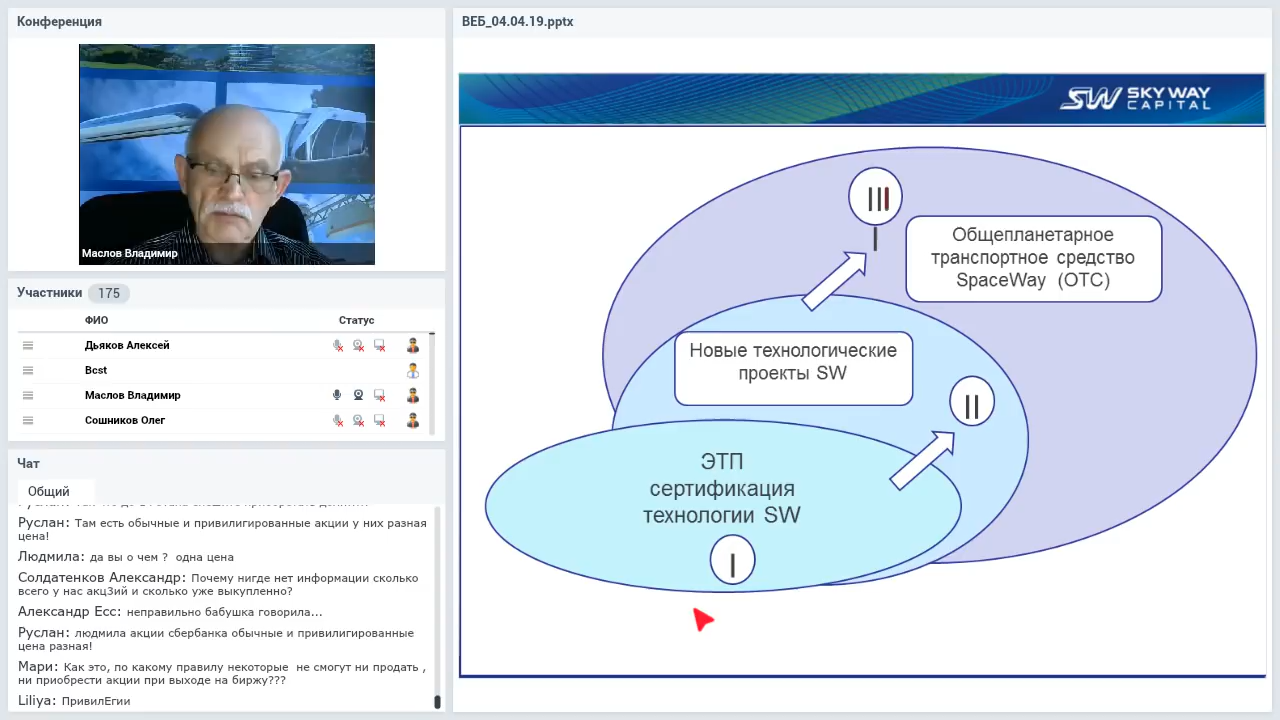 Конференция
Маслов Владимир
Участники 175
ФИО Статус
Дьяков Алексей
Bcst
Маслов Владимир
Сошников Олег
Чат
Общий
Руслан: Там есть обычные и привилигированные акции у них разная
цена!
Людмила: да вы о чем ? одна цена
Солдатенков Александр: Почему нигде нет информации сколько
всего у нас акцЗий и сколько уже выкупленно?
Александр Есс: неправильно бабушка говорила...
Руслан: людмила акции сбербанка обычные и привилигированные
цена разная!
Мари: Как это, по какому правилу некоторые не смогут ни продать ,
ни приобрести акции при выходе на биржу???
Liliya: ПривилЕгии
ВЕБ_04.04.19.pptx
SW SKY WAY
CAPITAL
III
I
Общепланетарное
транспортное средство
SpaceWay (ОТС)
Новые технологические
проекты SW
II
ЭТП
сертификация
технологии SW
I